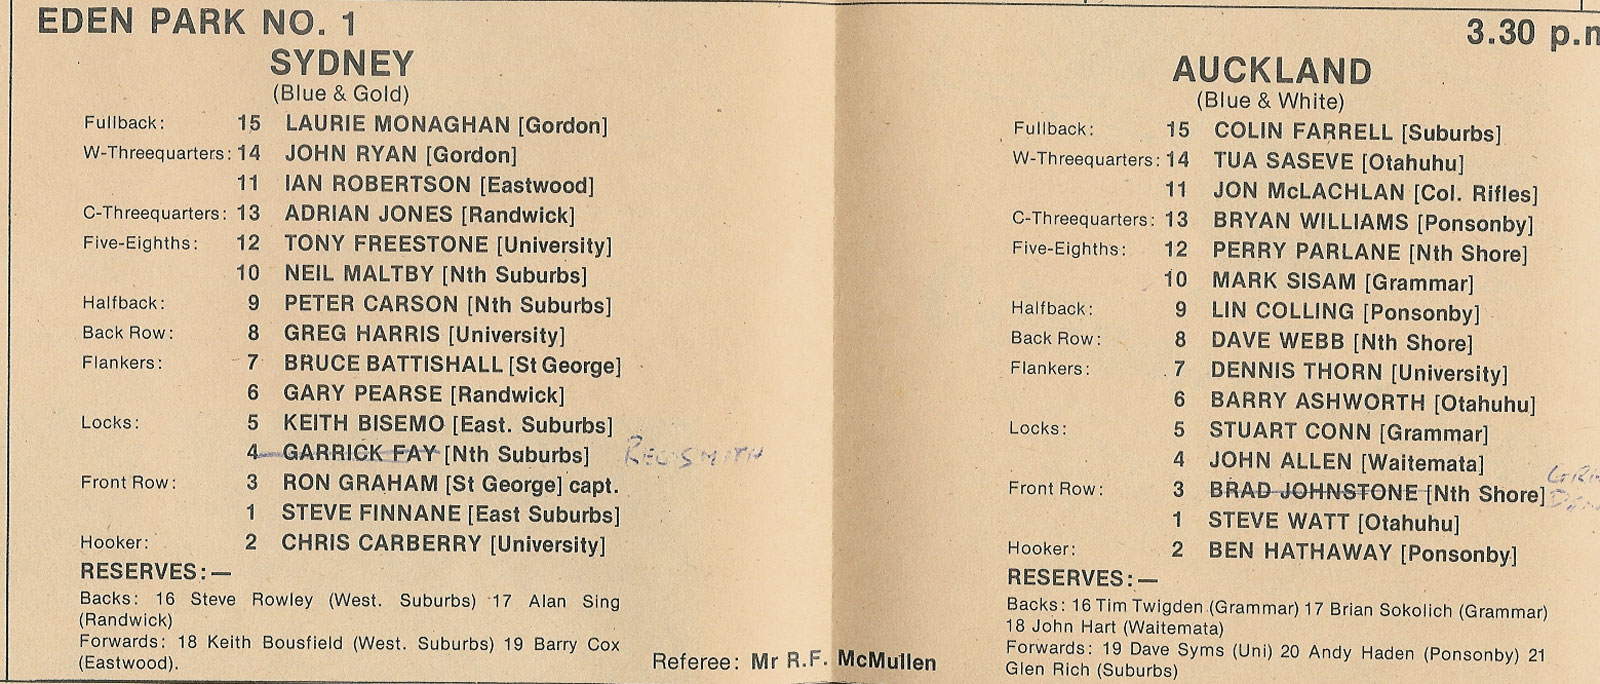 EDEN PARK NO. 1
3.30 p.
SYDNEY
(Blue & Gold)
Fullback: 15 LAURIE MONAGHAN [Gordon]
W-Threequarters: 14 JOHN RYAN [Gordon]
11 IAN ROBERTSON [Eastwood]
C-Threequarters: 13 ADRIAN JONES [Randwick]
Five-Eighths: 12 TONY FREESTONE [University]
10 NEIL MALTBY [Nth Suburbs]
Halfback: 9 PETER CARSON [Nth Suburbs]
Back Row: 8 GREG HARRIS [University]
Flankers: 7 BRUCE BATTISHALL [St George]
6 GARY PEARSE [Randwick]
Locks: 5 KEITH BISEMO [East. Suburbs]
4 GARRICK FAY [Nth Suburbs] REG SMITH
Front Row: 3 RON GRAHAM [St George] capt.
1 STEVE FINNANE [East Suburbs]
Hooker: 2 CHRIS CARBERRY [University]
RESERVES:—
Backs: 16 Steve Rowley (West. Suburbs) 17 Alan Sing
(Randwick)
Forwards: 18 Keith Bousfield (West. Suburbs) 19 Barry Cox
(Eastwood).
AUCKLAND
(Blue & White)
Fullback: 15 COLIN FARRELL [Suburbs]
W-Threequarters: 14 TUA SASEVE [Otahuhu]
11 JON McLACHLAN [Col. Rifles]
C-Threequarters: 13 BRYAN WILLIAMS [Ponsonby]
Five-Eighths: 12 PERRY PARLANE [Nth Shore]
10 MARK SISAM [Grammar]
Halfback: 9 LIN COLLING [Ponsonby]
Back Row: 8 DAVE WEBB [Nth Shore]
Flankers: 7 DENNIS THORN [University]
6 BARRY ASHWORTH [Otahuhu]
Locks: 5 STUART CONN [Grammar]
4 JOHN ALLEN [Waitemata]
Front Row: 3 BRAD JOHNSTONE [Nth Shore]
1 STEVE WATT [Otahuhu]
Hooker: 2 BEN HATHAWAY [Ponsonby]
RESERVES:—
Backs: 16 Tim Twigden (Grammar) 17 Brian Sokolich (Grammar)
18 John Hart (Waitemata)
Forwards: 19 Dave Syms (Uni) 20 Andy Haden (Ponsonby) 21
Glen Rich (Suburbs)
Referee: Mr R.F. McMullen